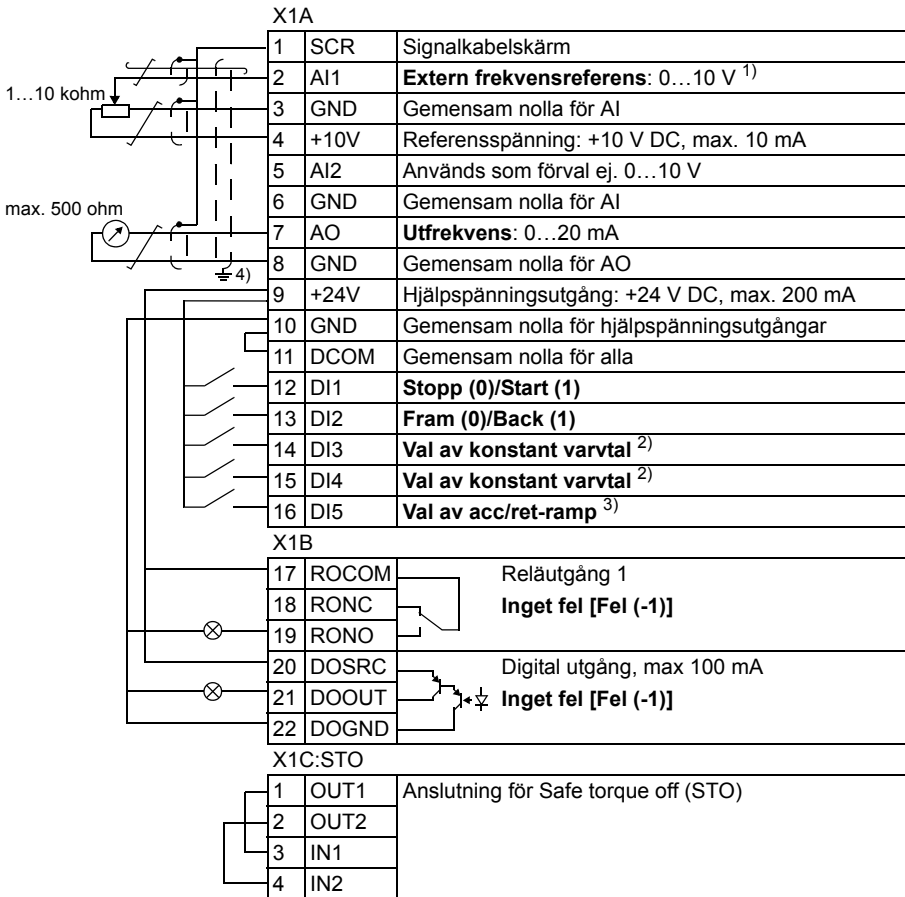 X1A
1 SCR Signalkabelskärm
2 AI1 Extern frekvensreferens: 0…10 V 1)
1…10 kohm
3 GND Gemensam nolla för AI
4 +10V Referensspänning: +10 V DC, max. 10 mA
5 AI2 Används som förval ej. 0…10 V
6 GND Gemensam nolla för AI
max. 500 ohm
7 AO Utfrekvens: 0…20 mA
8 GND Gemensam nolla för AO
4)
9 +24V Hjälpspänningsutgång: +24 V DC, max. 200 mA
10 GND Gemensam nolla för hjälpspänningsutgångar
11 DCOM Gemensam nolla för alla
12 DI1 Stopp (0)/Start (1)
13 DI2 Fram (0)/Back (1)
14 DI3 Val av konstant varvtal 2)
15 DI4 Val av konstant varvtal 2)
16 DI5 Val av acc/ret-ramp 3)
X1B
17 ROCOM Reläutgång 1
18 RONC Inget fel [Fel (-1)]
19 RONO
20 DOSRC Digital utgång, max 100 mA
21 DOOUT Inget fel [Fel (-1)]
22 DOGND
X1C:STO
1 OUT1 Anslutning för Safe torque off (STO)
2 OUT2
3 IN1
4 IN2